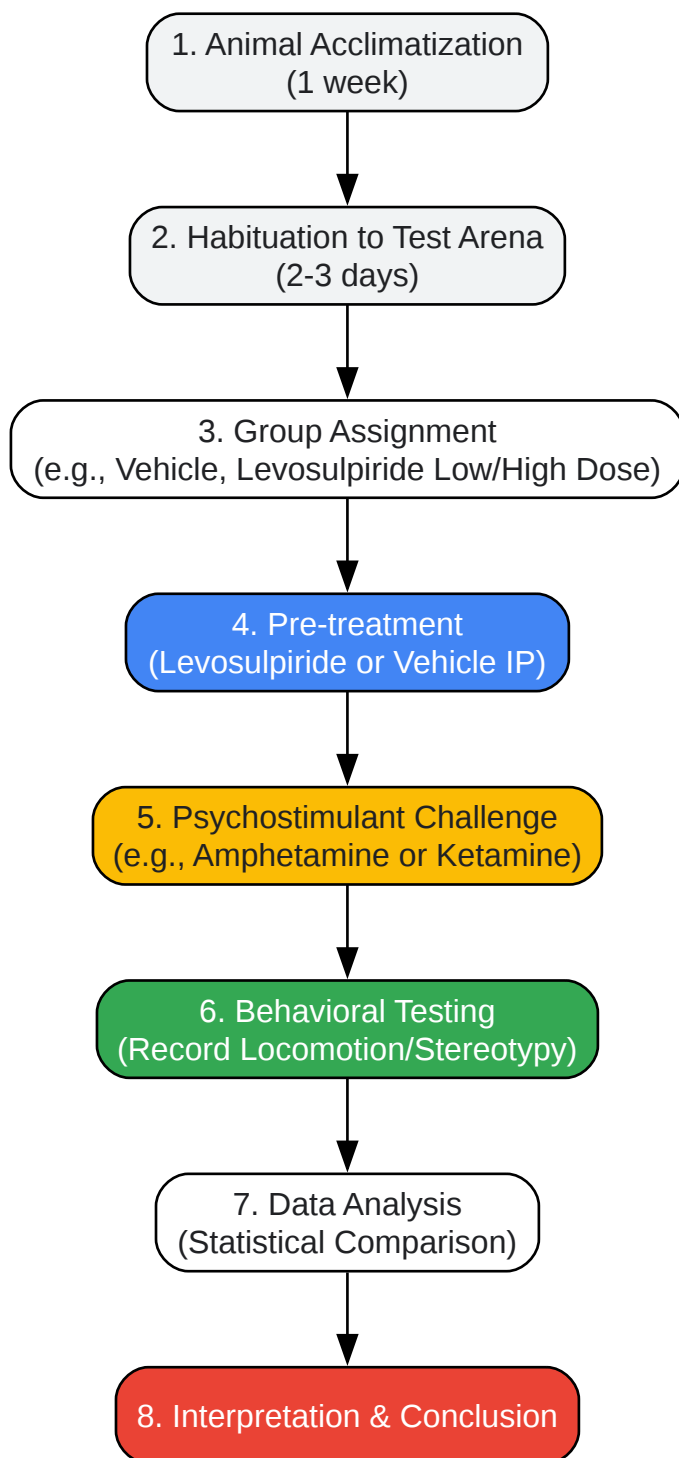 1. Animal Acclimatization
(1 week)
2. Habituation to Test Arena
(2-3 days)
3. Group Assignment
(e.g., Vehicle, Levosulpiride Low/High Dose)
4. Pre-treatment
(Levosulpiride or Vehicle IP)
5. Psychostimulant Challenge
(e.g., Amphetamine or Ketamine)
6. Behavioral Testing
(Record Locomotion/Stereotypy)
7. Data Analysis
(Statistical Comparison)
8. Interpretation & Conclusion